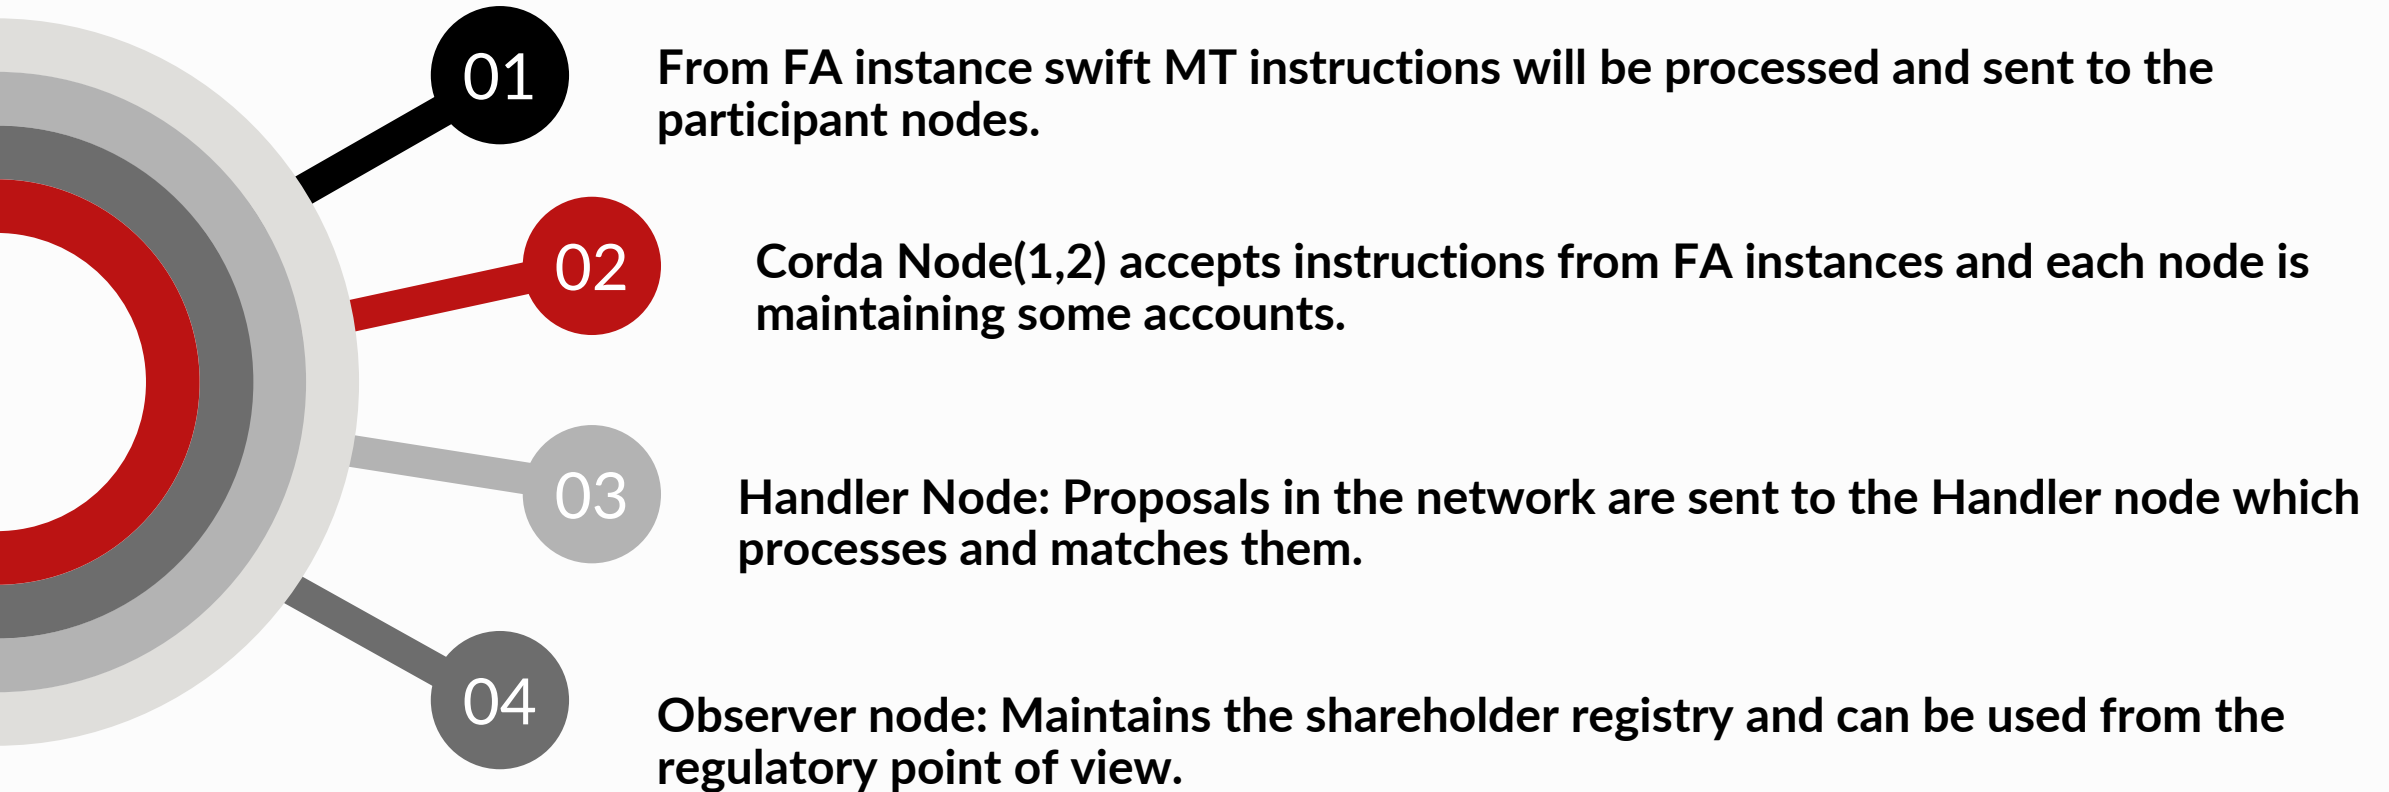 01
From FA instance swift MT instructions will be processed and sent to the
participant nodes.
02
Corda Node(1,2) accepts instructions from FA instances and each node is
maintaining some accounts.
03
Handler Node: Proposals in the network are sent to the Handler node which
processes and matches them.
04
Observer node: Maintains the shareholder registry and can be used from the
regulatory point of view.